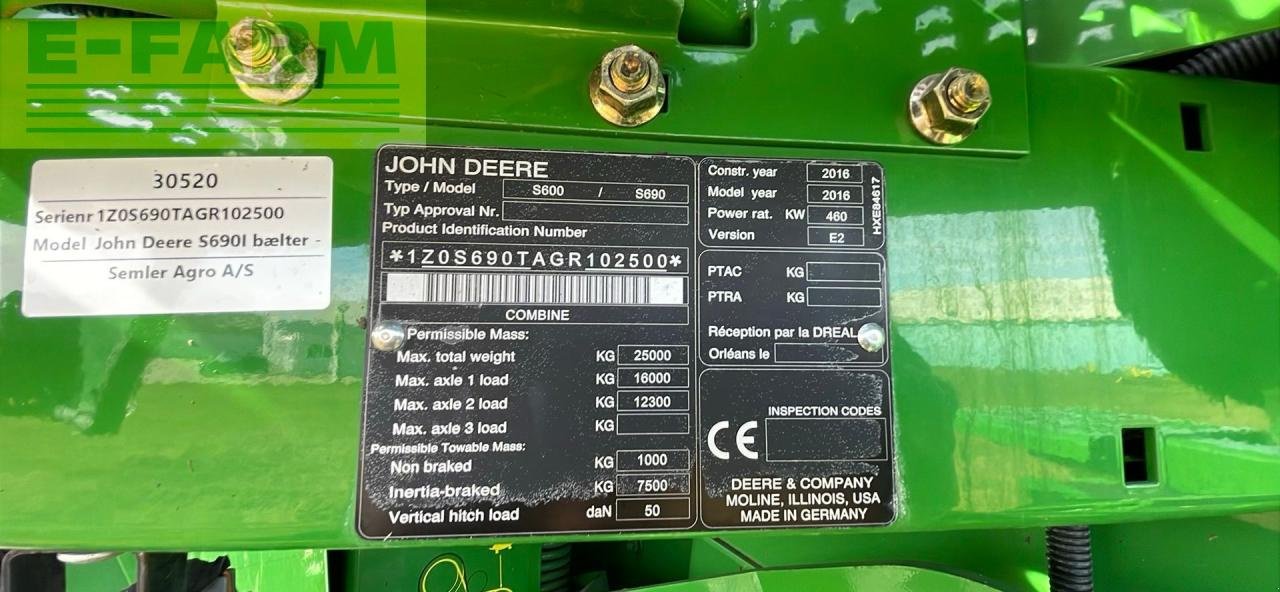 E-FARM
30520
Serienr 1Z0S690TAGR102500
Model John Deere S690I bælter -
Semler Agro A/S
JOHN DEERE
Type / Model S600 / S690
Typ Approval Nr.
Product Identification Number
*1Z0S690TAGR102500*
COMBINE
Permissible Mass:
Max. total weight KG 25000
Max. axle 1 load KG 16000
Max. axle 2 load KG 12300
Max. axle 3 load KG
Permissible Towable Mass:
Non braked KG 1000
Inertia-braked KG 7500
Vertical hitch load daN 50
Constr. year 2016
Model year 2016
Power rat. KW 460
Version E2
HXE84617
PTAC KG
PTRA KG
Réception par la DREAL
Orléans le
INSPECTION CODES
CE
DEERE & COMPANY
MOLINE, ILLINOIS, USA
MADE IN GERMANY